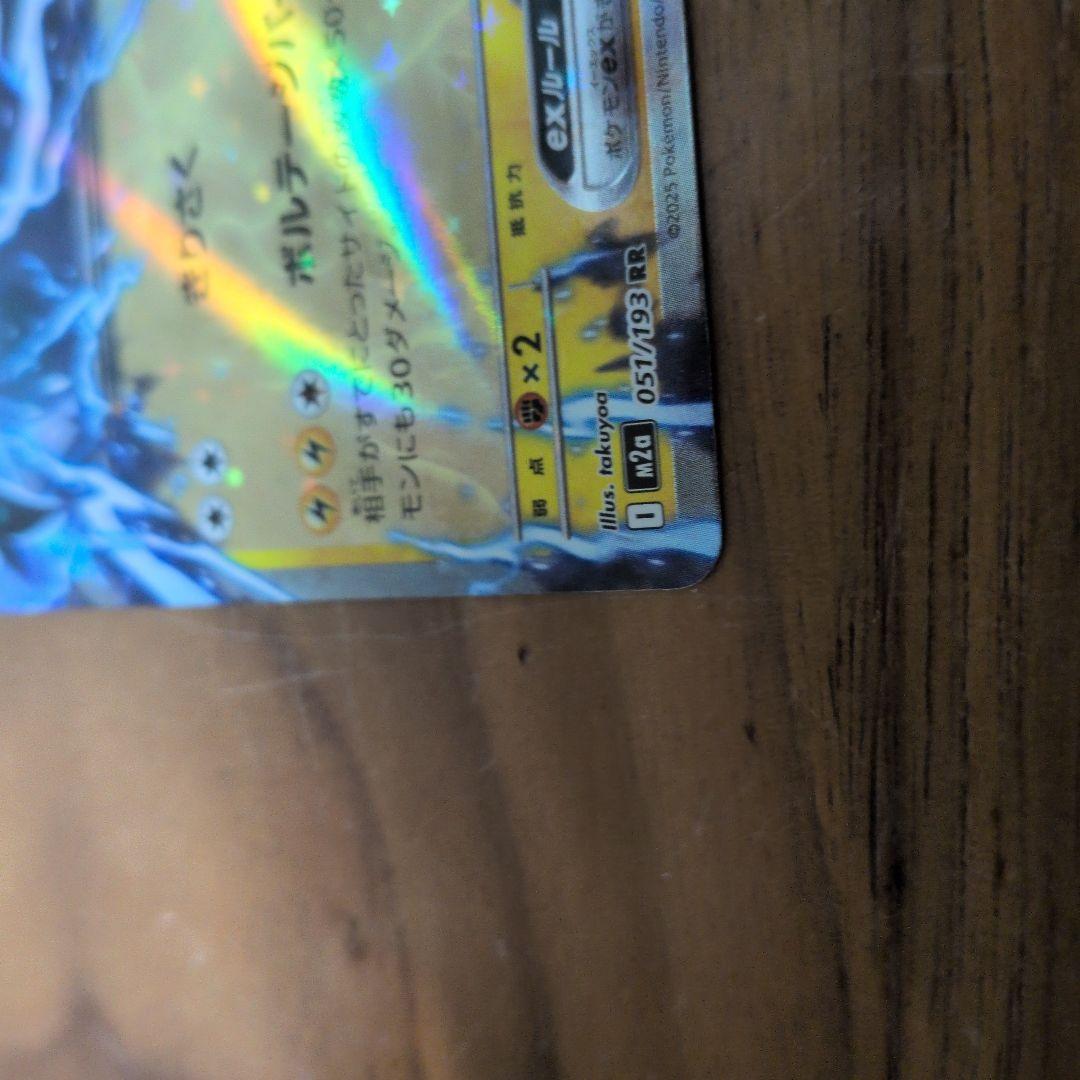 きりさく
ボルテージバ
相手がすでにとったサイドの
50
モンにも30ダメージ
弱点 ×2
抵抗力
exルール
ポケモンexが
Illus. takuyoa
I M2a 051/193 RR
©2025 Pokémon/Nintendo/